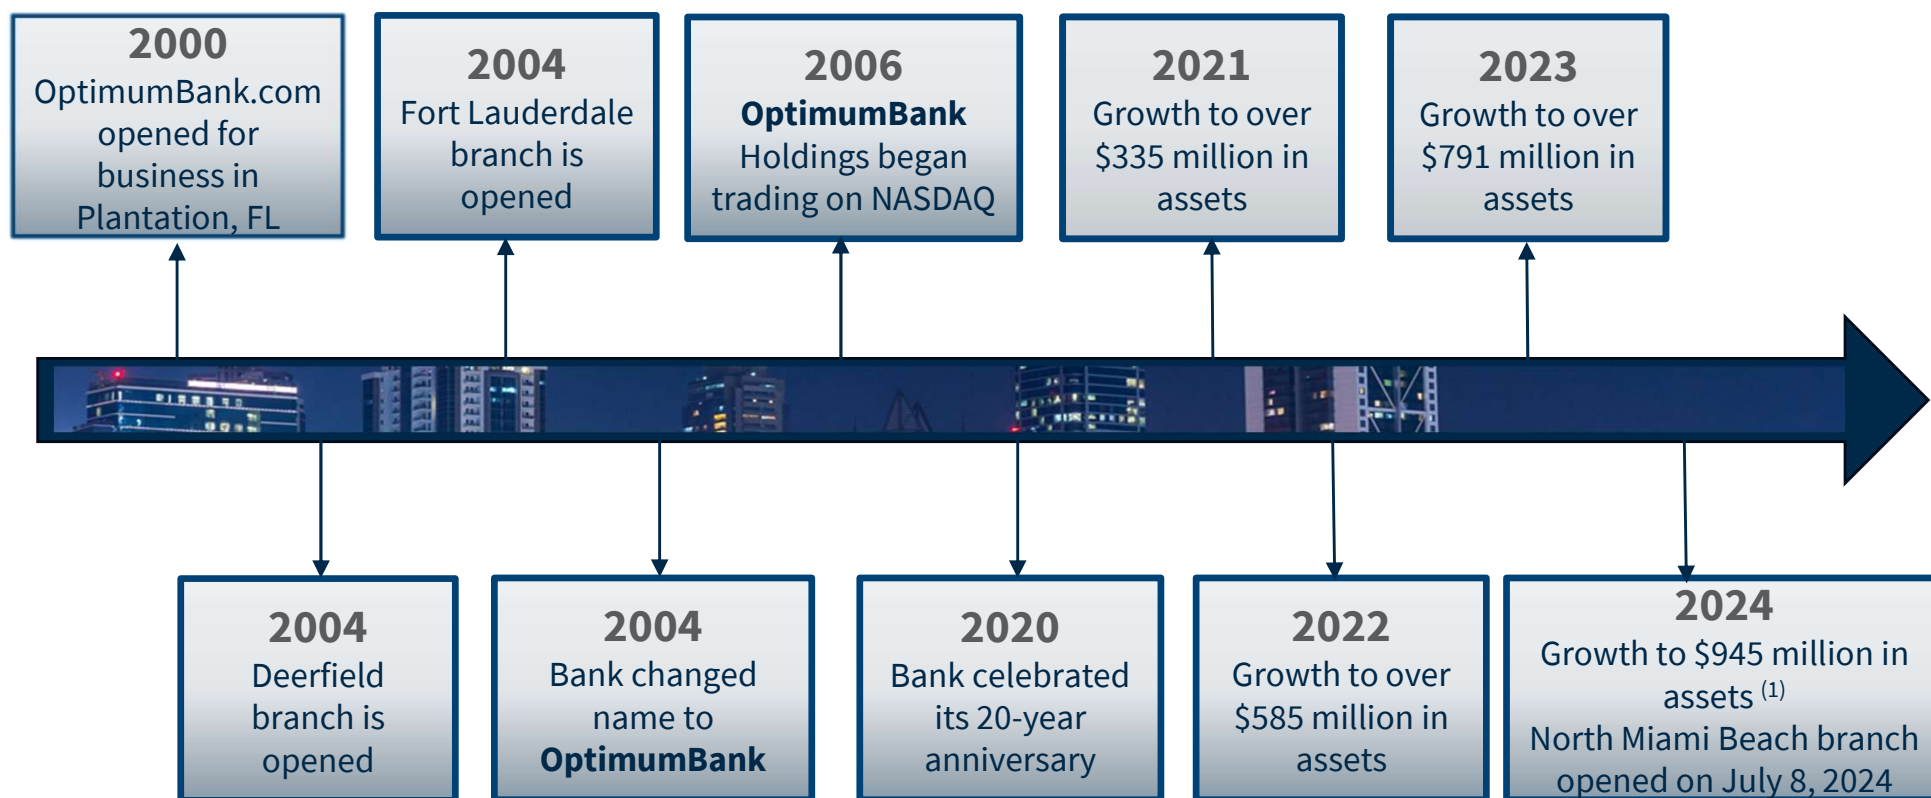 2000
OptimumBank.com
opened for
business in
Plantation, FL
2004
Fort Lauderdale
branch is
opened
2006
OptimumBank
Holdings began
trading on NASDAQ
2021
Growth to over
$335 million in
assets
2023
Growth to over
$791 million in
assets
2004
Deerfield
branch is
opened
2004
Bank changed
name to
OptimumBank
2020
Bank celebrated
its 20-year
anniversary
2022
Growth to over
$585 million in
assets
2024
Growth to $945 million in
assets (1)
North Miami Beach branch
opened on July 8, 2024